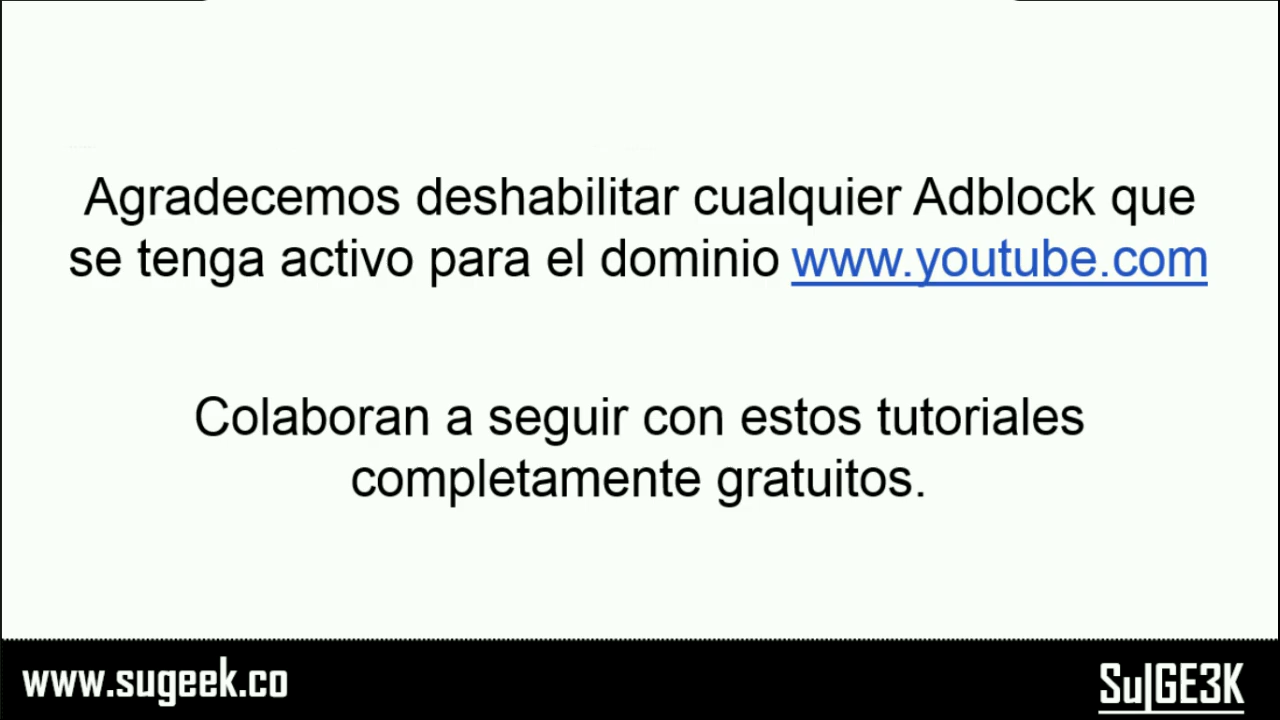 Agradecemos deshabilitar cualquier Adblock que
se tenga activo para el dominio www.youtube.com
Colaboran a seguir con estos tutoriales
completamente gratuitos.
www.sugeek.co
Su|GE3K